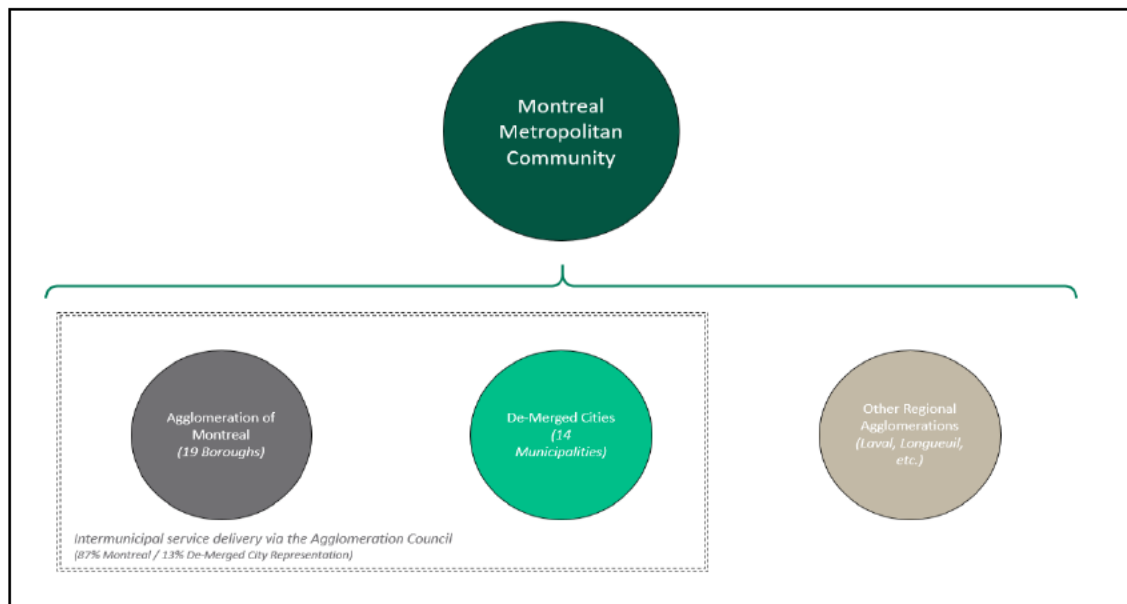 Montreal
Metropolitan
Community
Agglomeration of
Montreal
(19 Boroughs)
De-Merged Cities
(14
Municipalities)
Other Regional
Agglomerations
(Laval, Longueuil,
etc.)
Intermunicipal service delivery via the Agglomeration Council
(87% Montreal / 13% De-Merged City Representation)